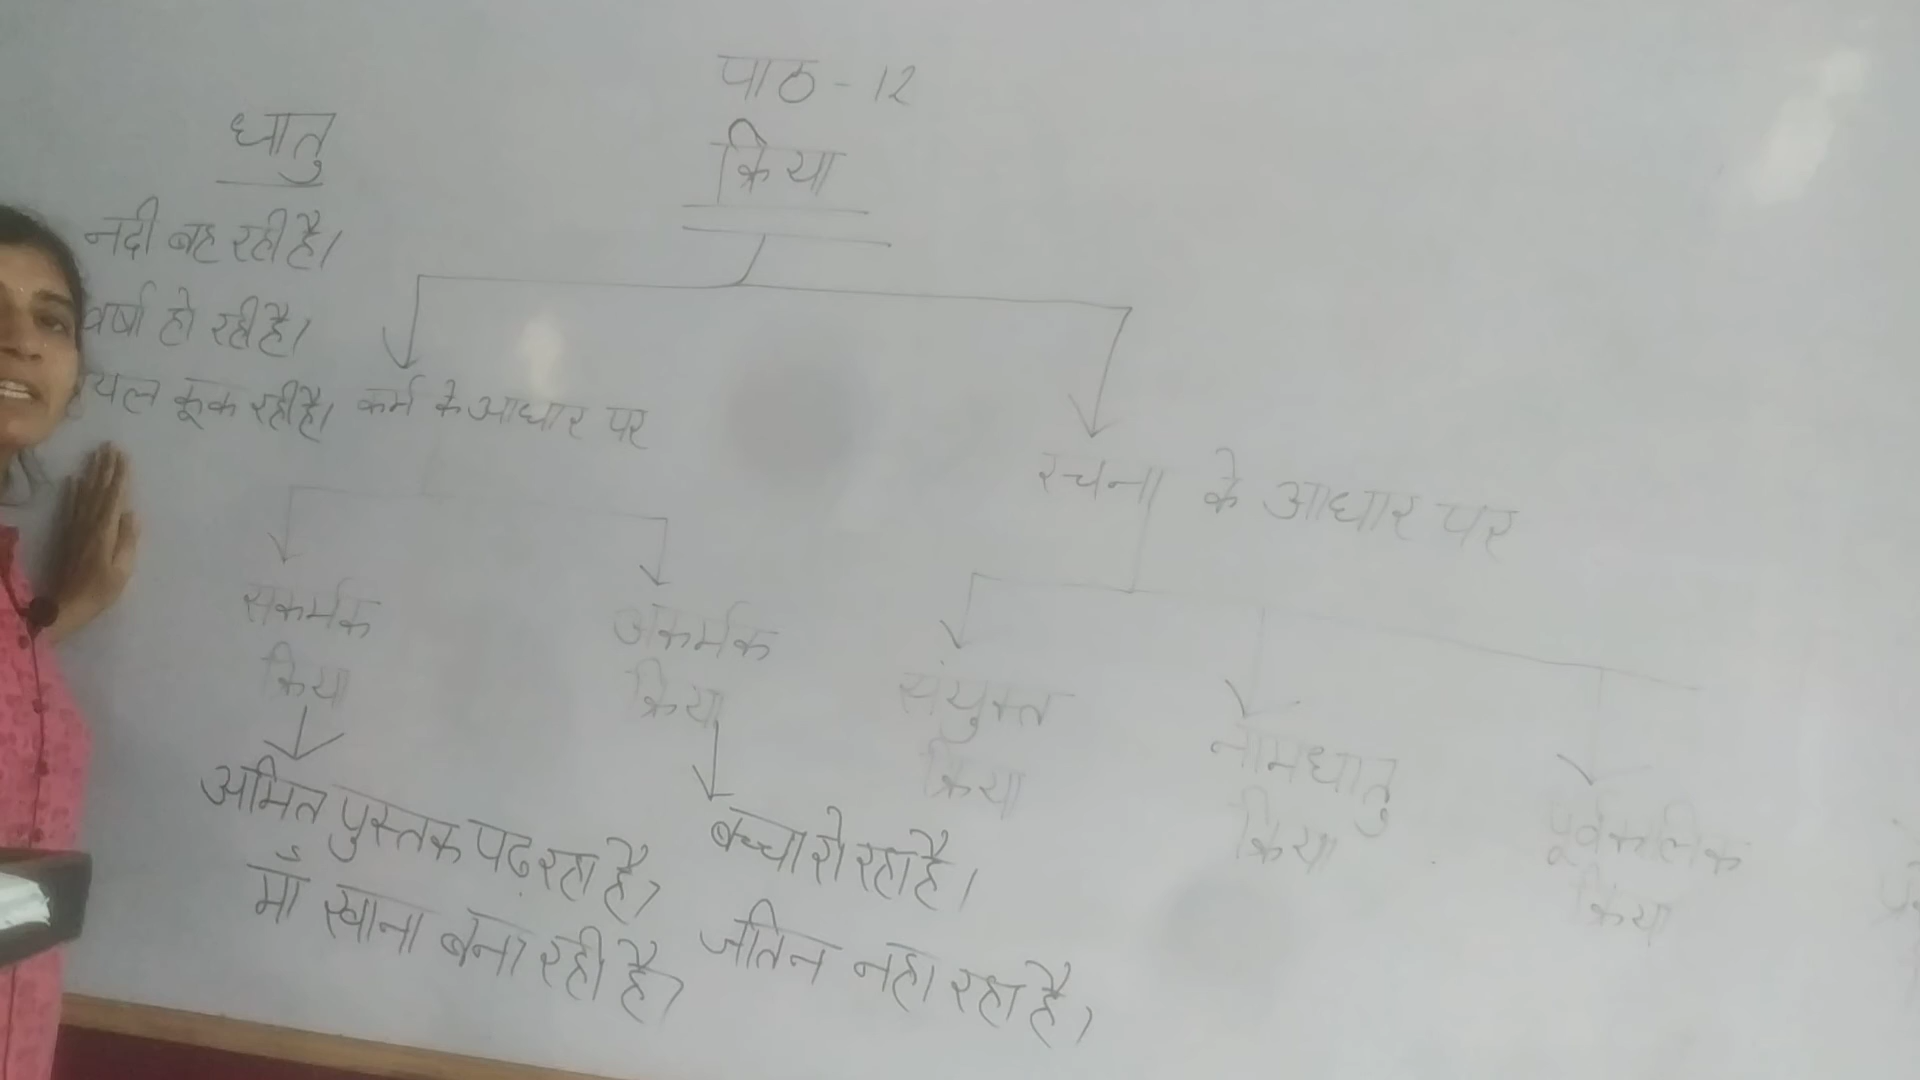 पाठ - 12
क्रिया
धातु
नदी बह रही है।
वर्षा हो रही है।
कूक रही है।
कर्म के आधार पर
रचना के आधार पर
सकर्मक
क्रिया
अकर्मक
क्रिया
संयुक्त
क्रिया
नामधातु
क्रिया
पूर्वकालिक
क्रिया
अमित पुस्तक पढ़ रहा है।
माँ खाना बना रही है।
बच्चा रो रहा है।
जतिन नहा रहा है।